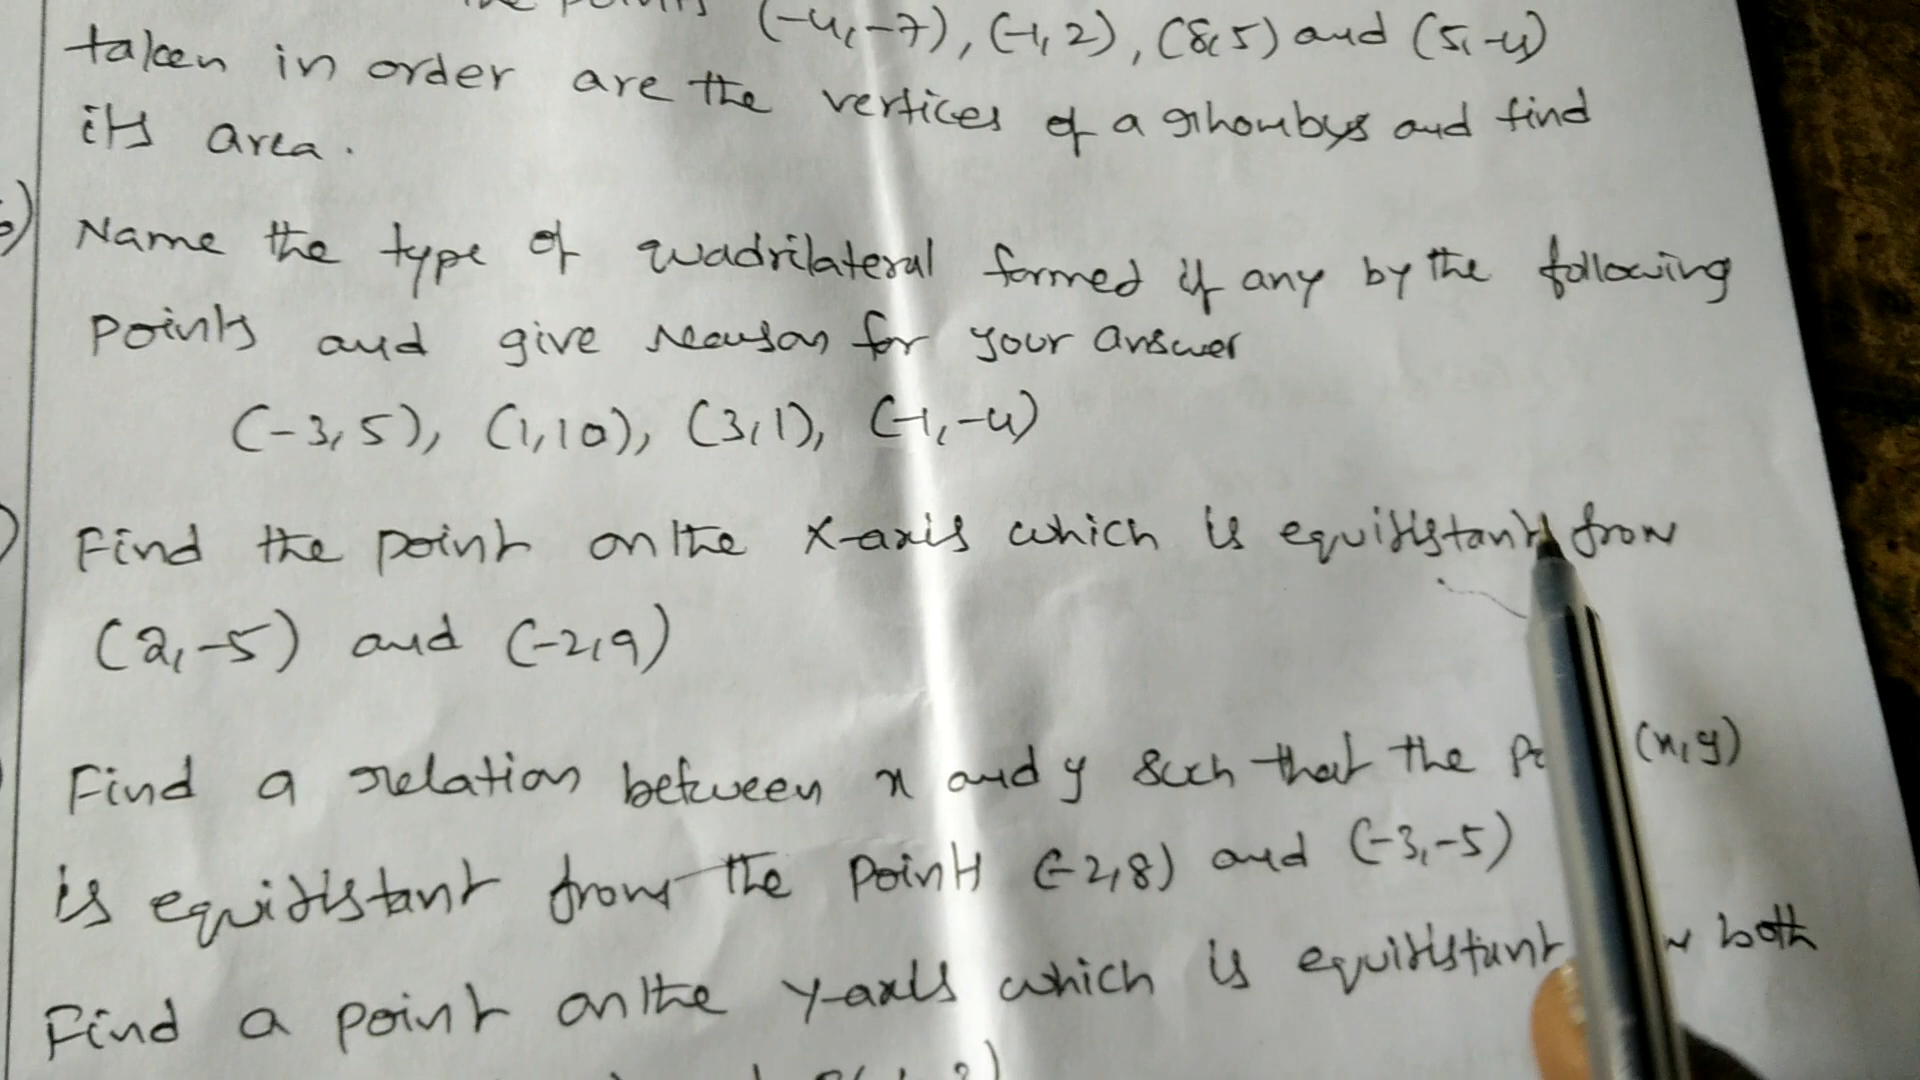 the points (-4,-7), (-1,2), (8,5) and (5,-4)
taken in order are the vertices of a rhombus and find
its area.
Name the type of quadrilateral formed if any by the following
points and give reason for your answer
(-3,5), (1,10), (3,1), (-1,-4)
Find the point on the x-axis which is equidistant from
(2,-5) and (-2,9)
Find a relation between x and y such that the (x,y)
is equidistant from the point (-2,8) and (-3,-5)
Find a point on the y-axis which is equidistant both